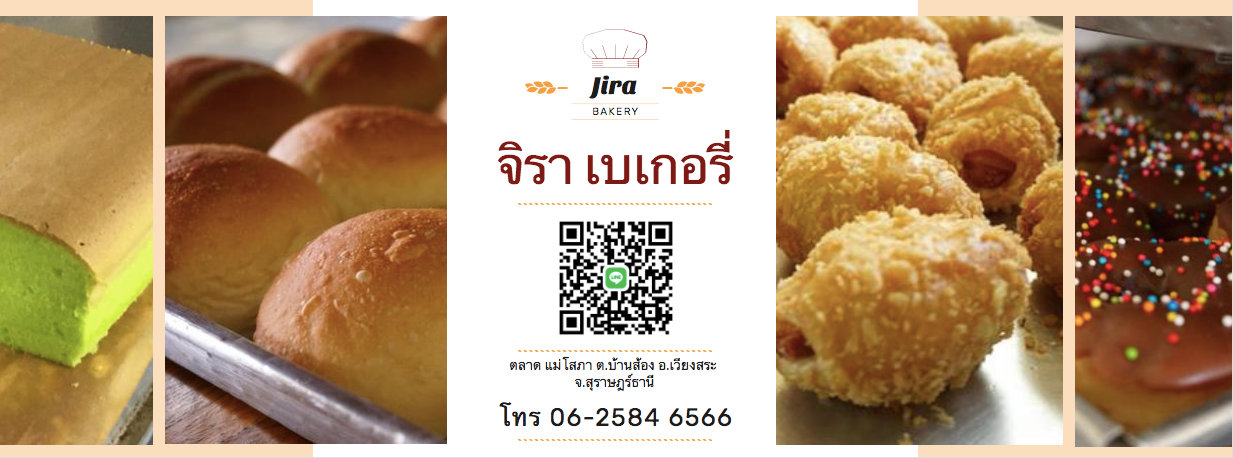 Jira
BAKERY
จิรา เบเกอรี่
LINE
ตลาด แม่โสภา ต.บ้านส้อง อ.เวียงสระ
จ.สุราษฎร์ธานี
โทร 06-2584 6566